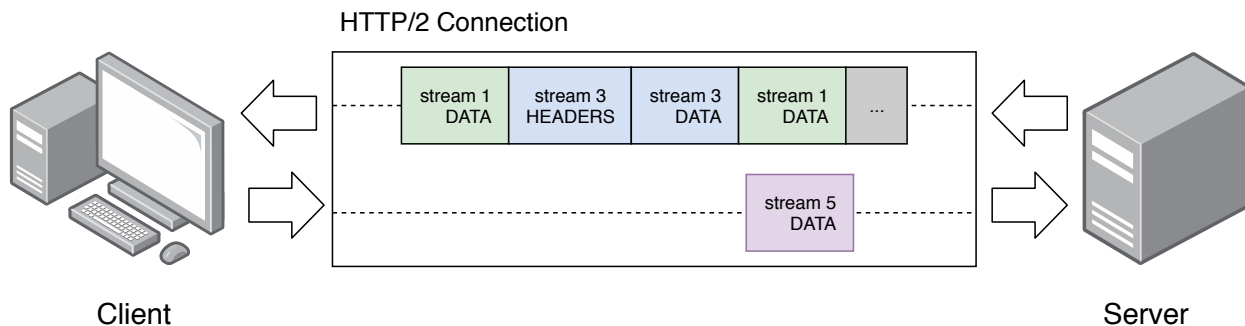 HTTP/2 Connection
stream 1
DATA
stream 3
HEADERS
stream 3
DATA
stream 1
DATA
...
stream 5
DATA
Client
Server